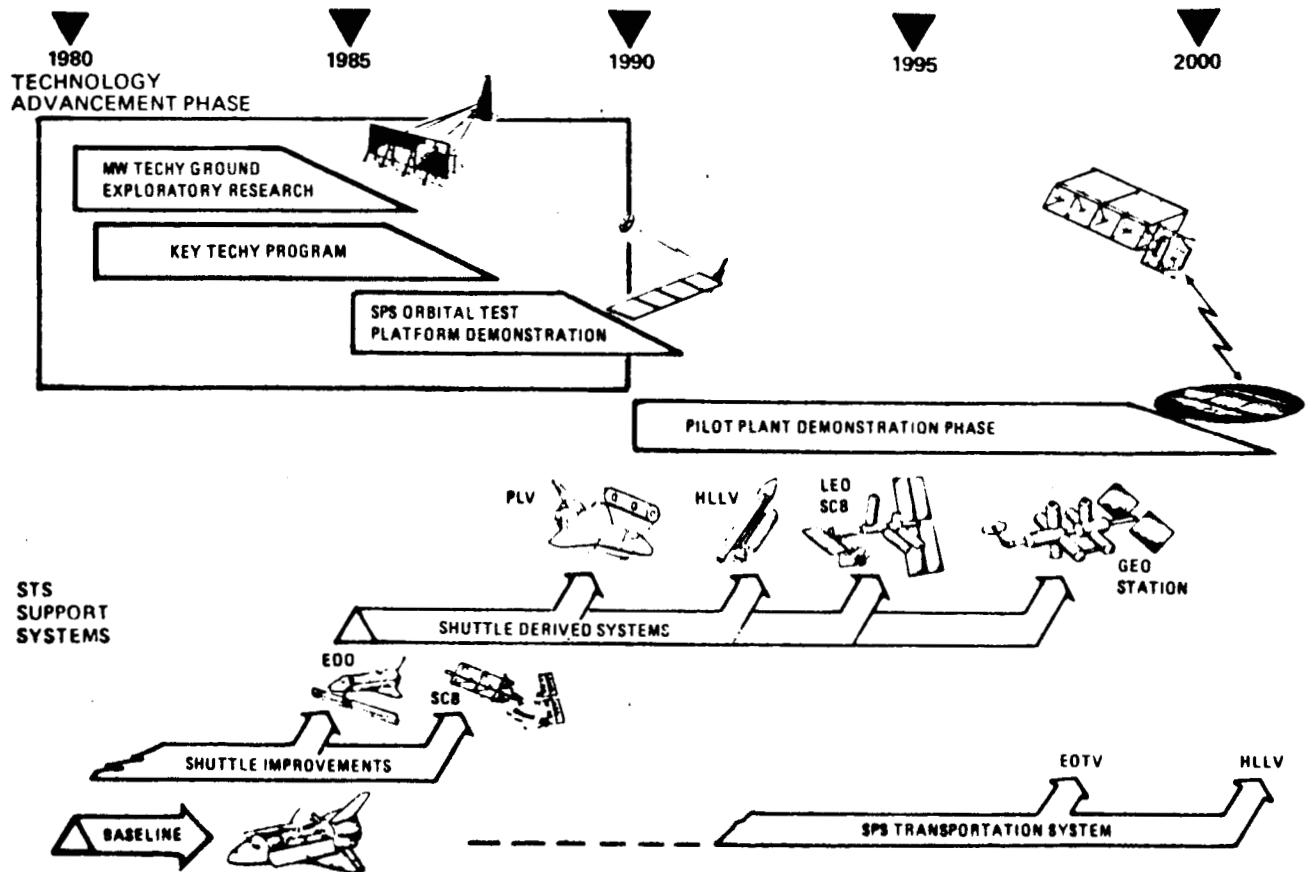 1980
1985
1990
1995
2000
TECHNOLOGY
ADVANCEMENT PHASE
MW TECHY GROUND
EXPLORATORY RESEARCH
KEY TECHY PROGRAM
SPS ORBITAL TEST
PLATFORM DEMONSTRATION
PILOT PLANT DEMONSTRATION PHASE
PLV
HLLV
LEO
SCB
GEO
STATION
STS
SUPPORT
SYSTEMS
SHUTTLE DERIVED SYSTEMS
EDO
SCB
SHUTTLE IMPROVEMENTS
EOTV
HLLV
BASELINE
SPS TRANSPORTATION SYSTEM